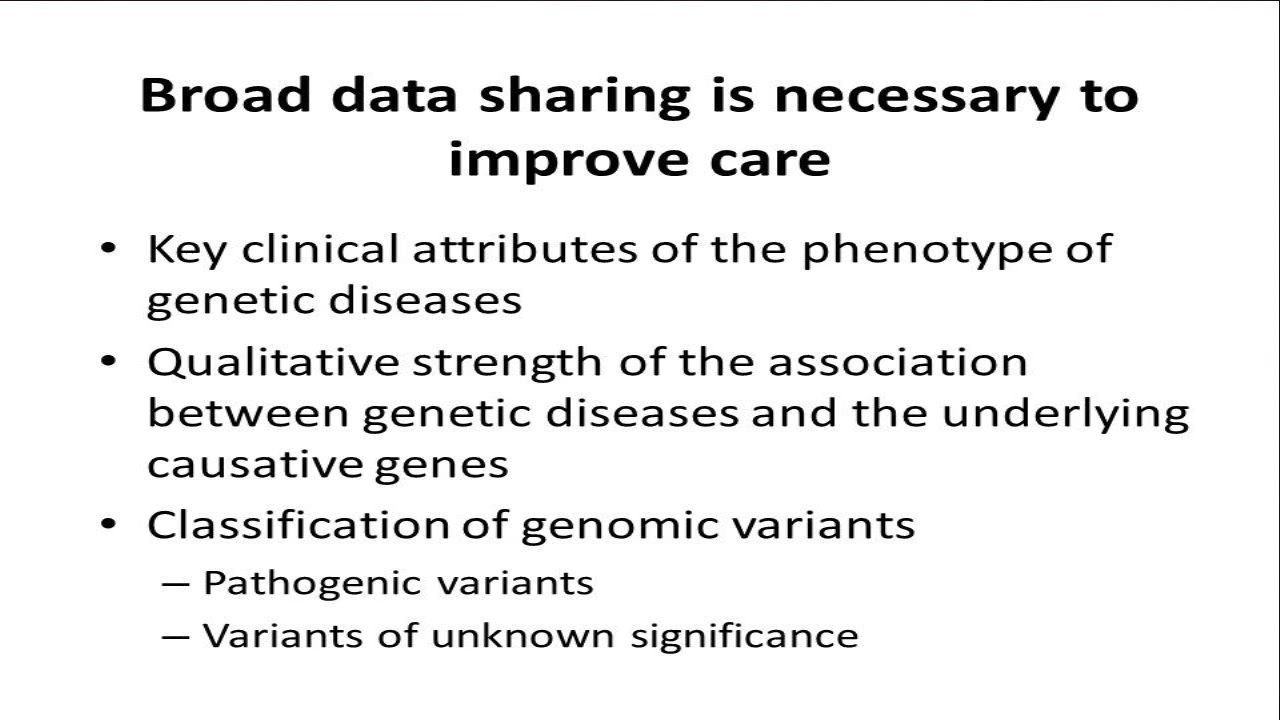 Broad data sharing is necessary to
improve care
• Key clinical attributes of the phenotype of
genetic diseases
• Qualitative strength of the association
between genetic diseases and the underlying
causative genes
• Classification of genomic variants
– Pathogenic variants
– Variants of unknown significance